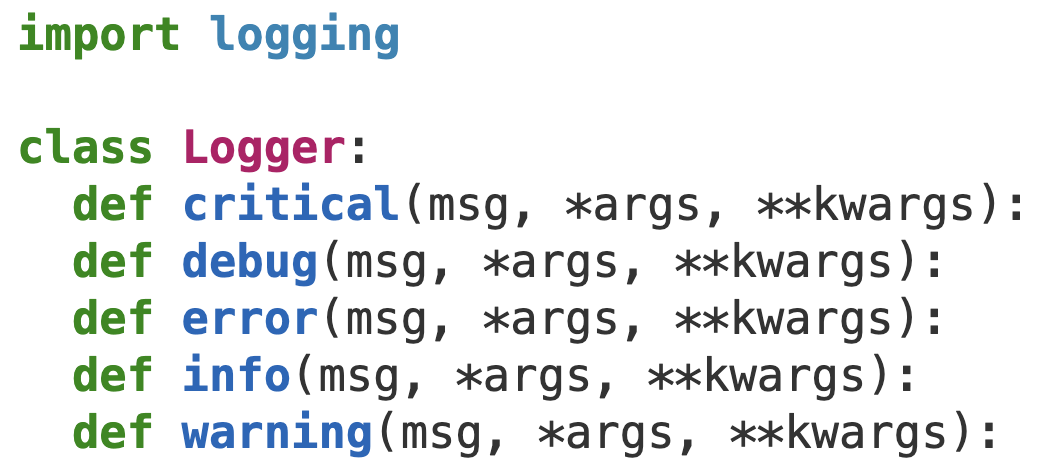 import logging

class Logger:
  def critical(msg, *args, **kwargs):
  def debug(msg, *args, **kwargs):
  def error(msg, *args, **kwargs):
  def info(msg, *args, **kwargs):
  def warning(msg, *args, **kwargs):